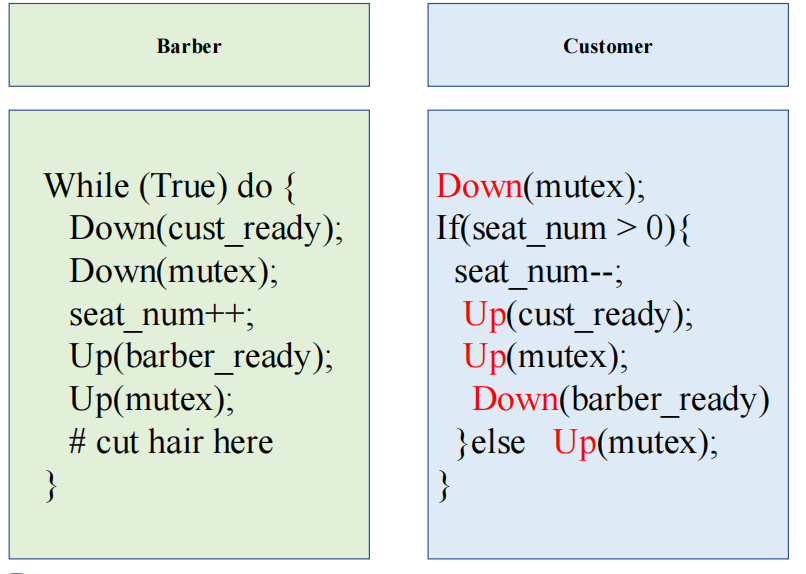 Barber
While (True) do {
Down(cust_ready);
Down(mutex);
seat_num++;
Up(barber_ready);
Up(mutex);
# cut hair here
}
Customer
Down(mutex);
If(seat_num > 0){
seat_num--;
Up(cust_ready);
Up(mutex);
Down(barber_ready)
}else Up(mutex);
}